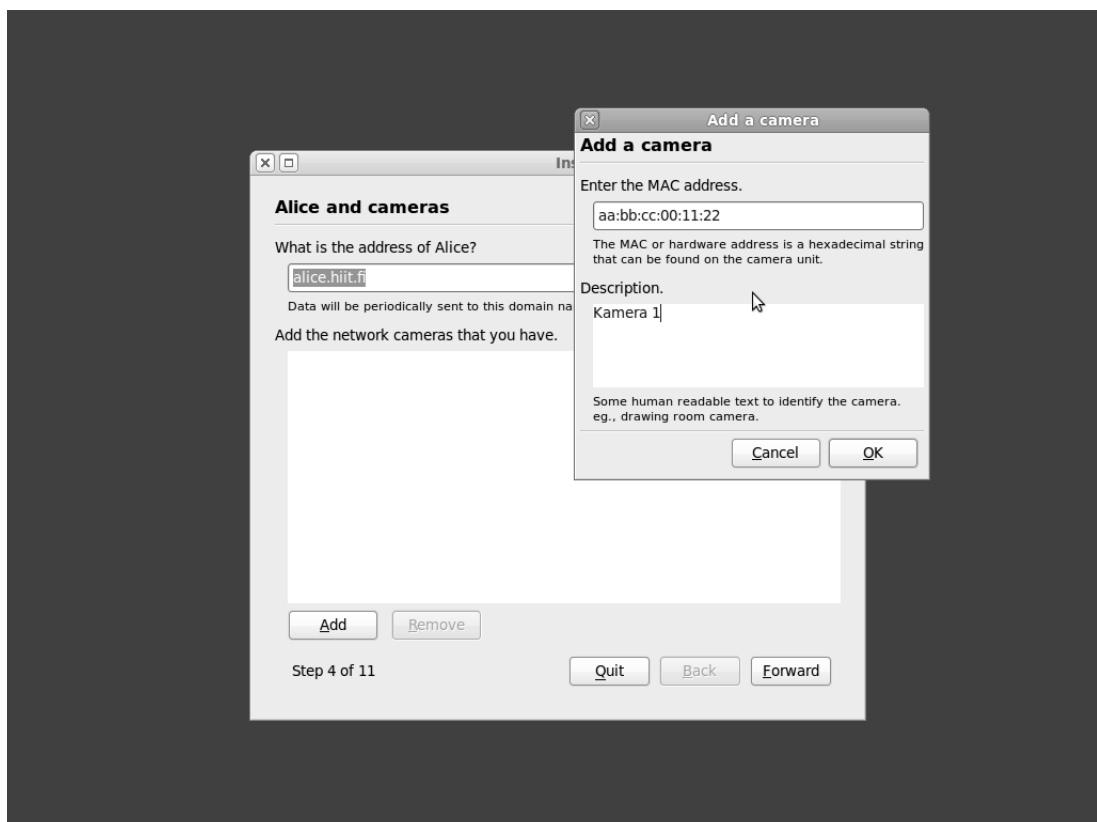 Add a camera
Add a camera
Enter the MAC address.
aa:bb:cc:00:11:22
The MAC or hardware address is a hexadecimal string
that can be found on the camera unit.
Description.
Kamera 1
Some human readable text to identify the camera.
eg., drawing room camera.
Cancel OK
Alice and cameras
What is the address of Alice?
alice.hiit.fi
Data will be periodically sent to this domain
Add the network cameras that you have.
Add Remove
Step 4 of 11 Quit Back Forward